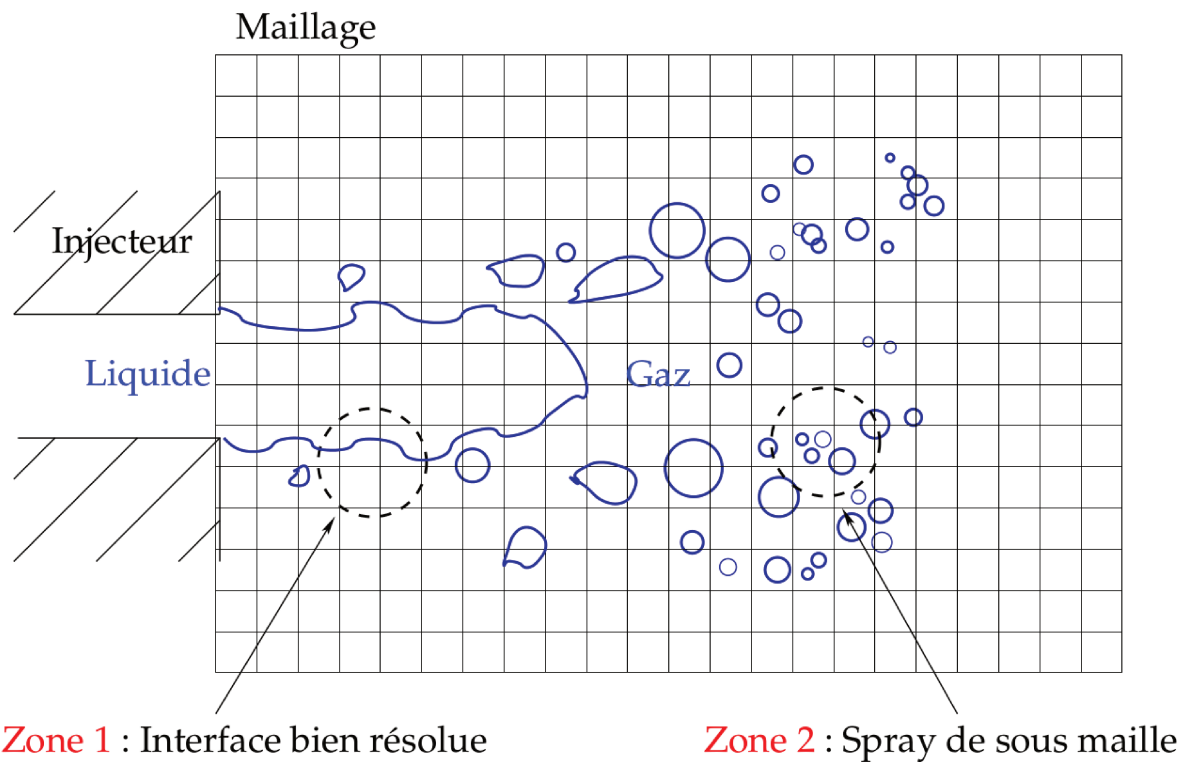 Maillage
Injecteur
Liquide
Gaz
Zone 1 : Interface bien résolue
Zone 2 : Spray de sous maille